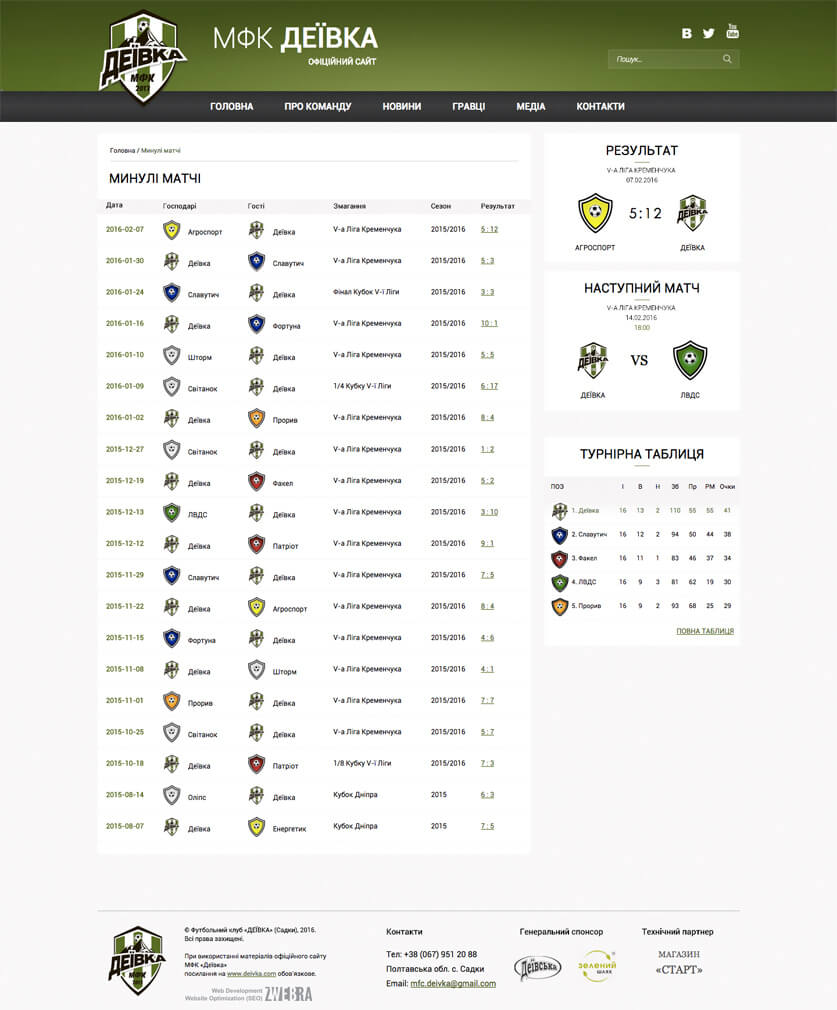 ДЕЇВКА
МФК
2017
МФК ДЕЇВКА
ОФІЦІЙНИЙ САЙТ
Пошук...
ГОЛОВНА ПРО КОМАНДУ НОВИНИ ГРАВЦІ МЕДІА КОНТАКТИ
Головна / Минулі матчі
МИНУЛІ МАТЧІ
Дата Господарі Гості Змагання Сезон Результат
2016-02-07 Агроспорт Деївка V-а Ліга Кременчука 2015/2016 5 : 12
2016-01-30 Деївка Славутич V-а Ліга Кременчука 2015/2016 5 : 3
2016-01-24 Славутич Деївка Фінал Кубок V-ї Ліги 2015/2016 3 : 3
2016-01-16 Деївка Фортуна V-а Ліга Кременчука 2015/2016 10 : 1
2016-01-10 Шторм Деївка V-а Ліга Кременчука 2015/2016 5 : 5
2016-01-09 Світанок Деївка 1/4 Кубку V-ї Ліги 2015/2016 6 : 17
2016-01-02 Деївка Прорив V-а Ліга Кременчука 2015/2016 8 : 4
2015-12-27 Світанок Деївка V-а Ліга Кременчука 2015/2016 1 : 2
2015-12-19 Деївка Факел V-а Ліга Кременчука 2015/2016 5 : 2
2015-12-13 ЛВДС Деївка V-а Ліга Кременчука 2015/2016 3 : 10
2015-12-12 Деївка Патріот V-а Ліга Кременчука 2015/2016 9 : 1
2015-11-29 Славутич Деївка V-а Ліга Кременчука 2015/2016 7 : 5
2015-11-22 Деївка Агроспорт V-а Ліга Кременчука 2015/2016 8 : 4
2015-11-15 Фортуна Деївка V-а Ліга Кременчука 2015/2016 4 : 6
2015-11-08 Деївка Шторм V-а Ліга Кременчука 2015/2016 4 : 1
2015-11-01 Прорив Деївка V-а Ліга Кременчука 2015/2016 7 : 7
2015-10-25 Світанок Деївка V-а Ліга Кременчука 2015/2016 5 : 7
2015-10-18 Деївка Патріот 1/8 Кубку V-ї Ліги 2015/2016 7 : 3
2015-08-14 Оліпс Деївка Кубок Дніпра 2015 6 : 3
2015-08-07 Деївка Енергетик Кубок Дніпра 2015 7 : 5
РЕЗУЛЬТАТ
V-А ЛІГА КРЕМЕНЧУКА
07.02.2016
5:12
АГРОСПОРТ ДЕЇВКА
НАСТУПНИЙ МАТЧ
V-А ЛІГА КРЕМЕНЧУКА
14.02.2016
18:00
VS
ДЕЇВКА ЛВДС
ТУРНІРНА ТАБЛИЦЯ
ПОЗ І В Н Зб Пр РМ Очки
1. Деївка 16 13 2 110 55 55 41
2. Славутич 16 12 2 94 50 44 38
3. Факел 16 11 1 83 46 37 34
4. ЛВДС 16 9 3 81 62 19 30
5. Прорив 16 9 2 93 68 25 29
ПОВНА ТАБЛИЦЯ
ДЕЇВКА
МФК
2017
© Футбольний клуб «ДЕЇВКА» (Садки), 2016.
Всі права захищені.
При використанні матеріалів офіційного сайту
МФК «Деївка»
посилання на www.deivka.com обов'язкове.
Web Development
Website Optimization (SEO) ZWEBRA
Контакти
Тел: +38 (067) 951 20 88
Полтавська обл. с. Садки
Email: mfc.deivka@gmail.com
Генеральний спонсор
Деївська
зелений
шлях
Технічний партнер
МАГАЗИН
«СТАРТ»